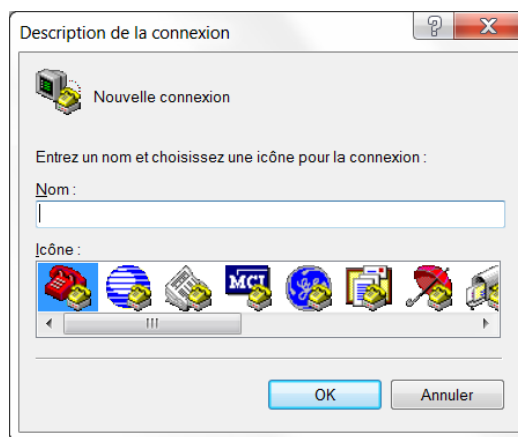 Description de la connexion
Nouvelle connexion
Entrez un nom et choisissez une icône pour la connexion :
Nom :
Icône :
MCI
OK Annuler